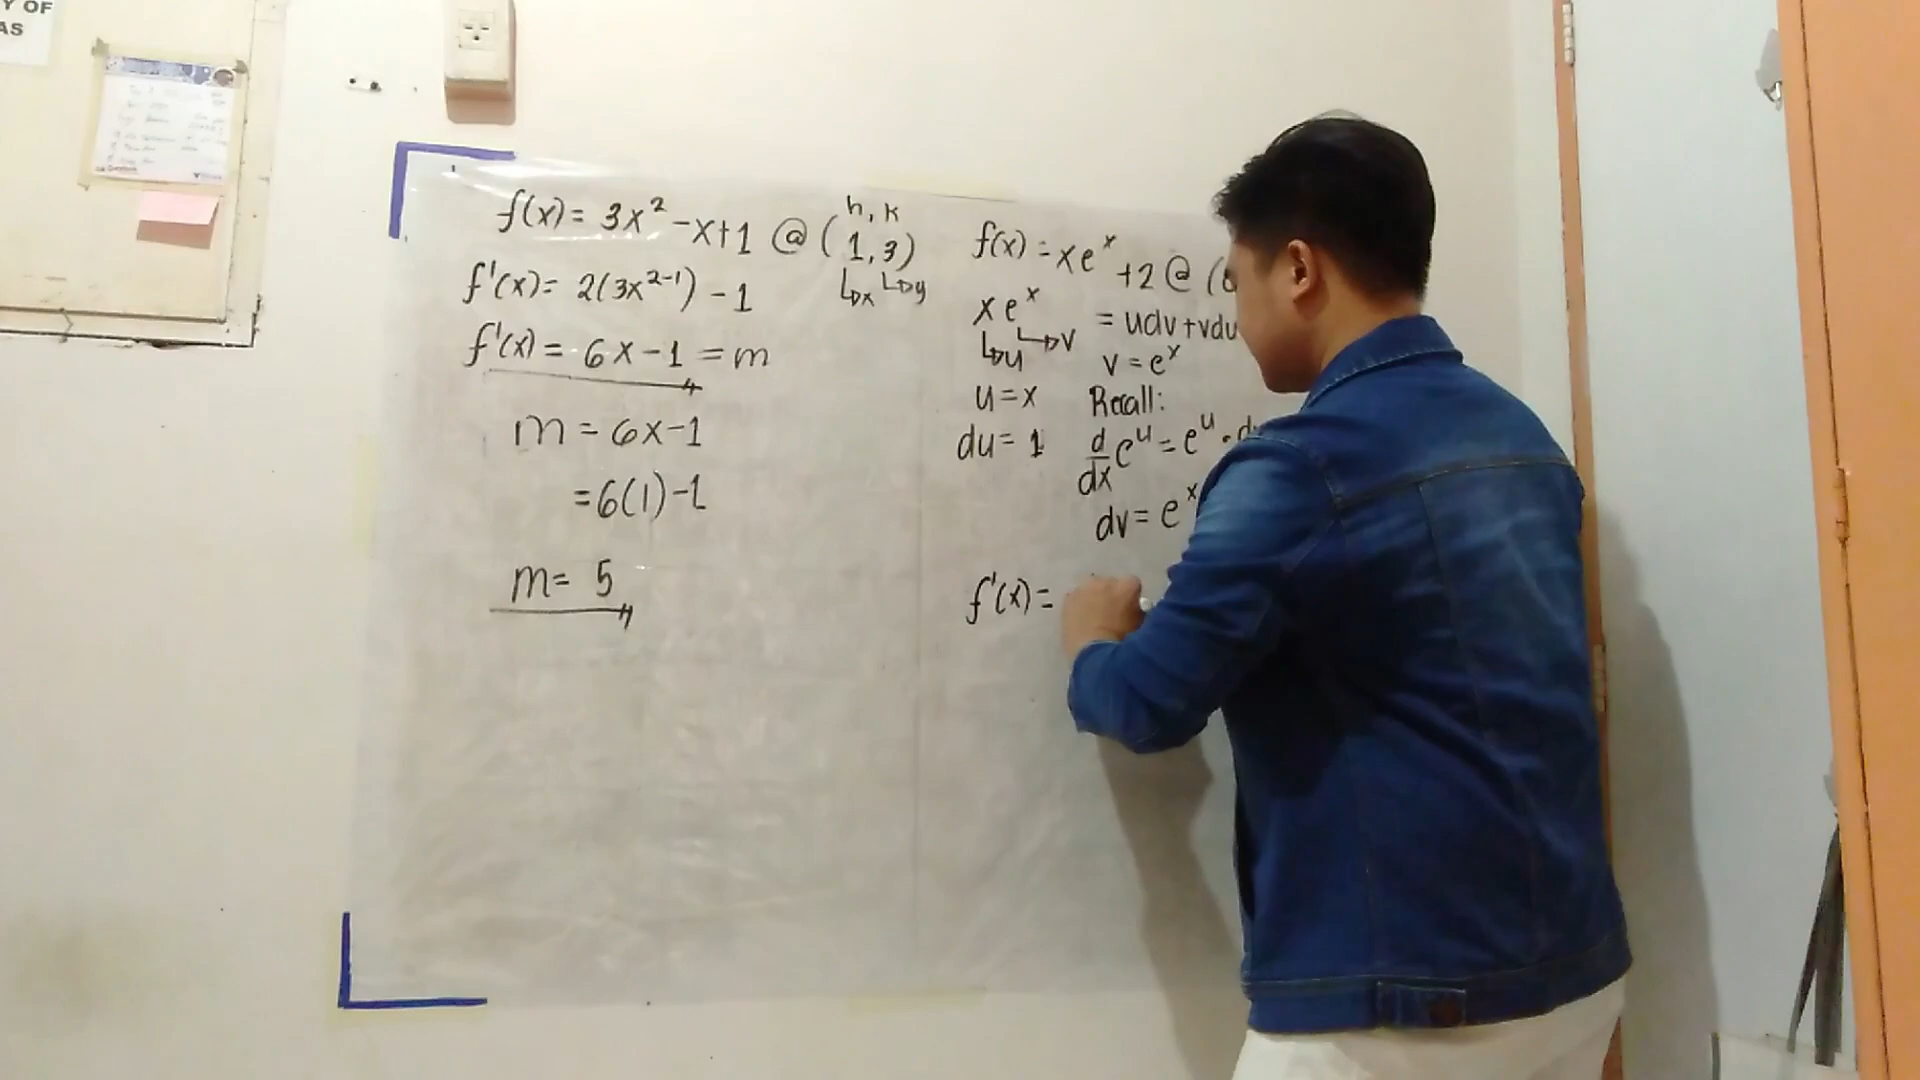 Y OF
AS
f(x) = 3x² - x+1 @ (1,3)
h, k
↳x ↳y
f'(x) = 2(3x²⁻¹) - 1
f'(x) = 6x-1 = m
m = 6x-1
=6(1)-1
m= 5
f(x) = xeˣ +2 @ (
xeˣ = udv+vdu
↳u ↳v
v = eˣ
u=x Recall:
du= 1 d/dx eᵘ = eᵘ · d
dv= eˣ
f'(x) =